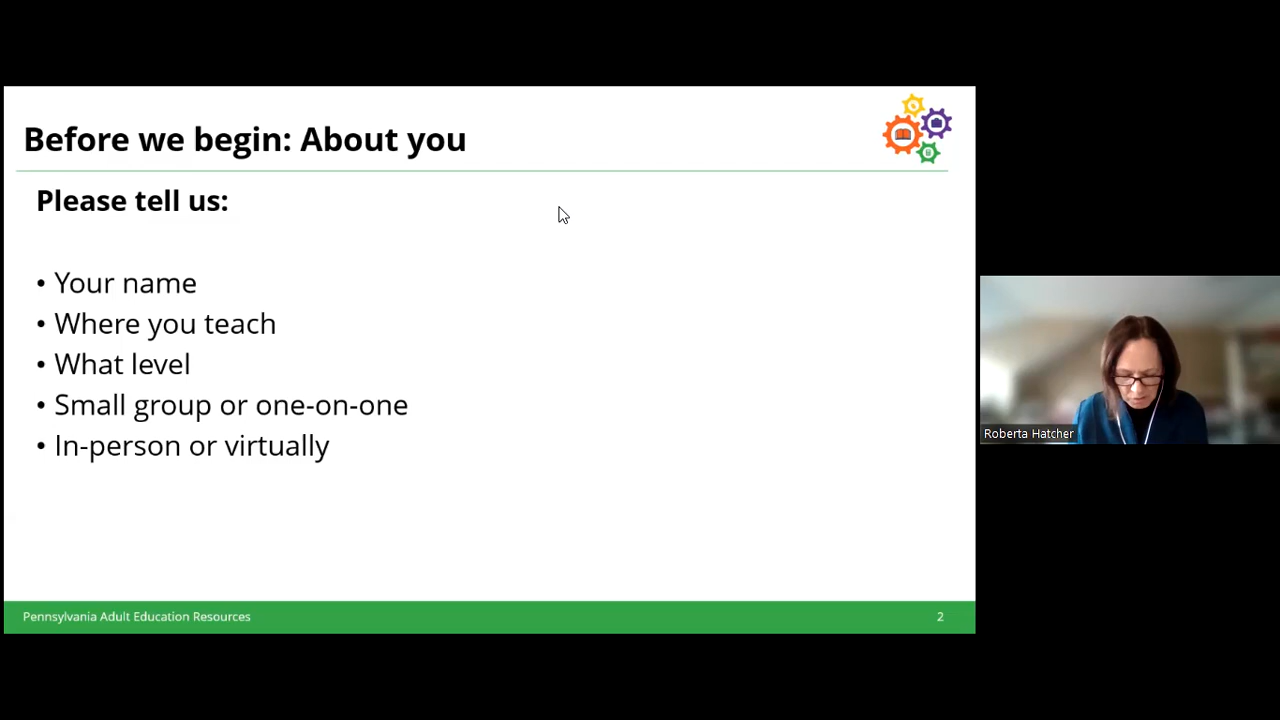 Before we begin: About you
Please tell us:
• Your name
• Where you teach
• What level
• Small group or one-on-one
• In-person or virtually
Roberta Hatcher
Pennsylvania Adult Education Resources
2